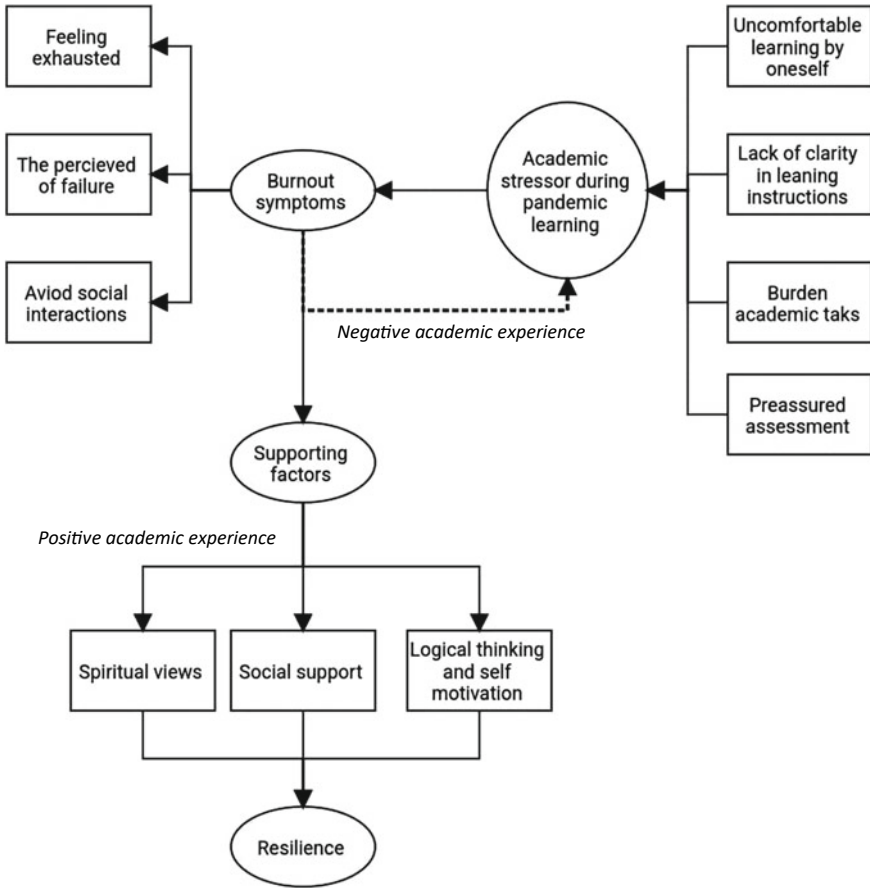 Feeling
exhausted
The percieved
of failure
Aviod social
interactions
Burnout
symptoms
Academic
stressor during
pandemic
learning
Uncomfortable
learning by
oneself
Lack of clarity
in leaning
instructions
Burden
academic taks
Preassured
assessment
Negative academic experience
Supporting
factors
Positive academic experience
Spiritual views
Social support
Logical thinking
and self
motivation
Resilience